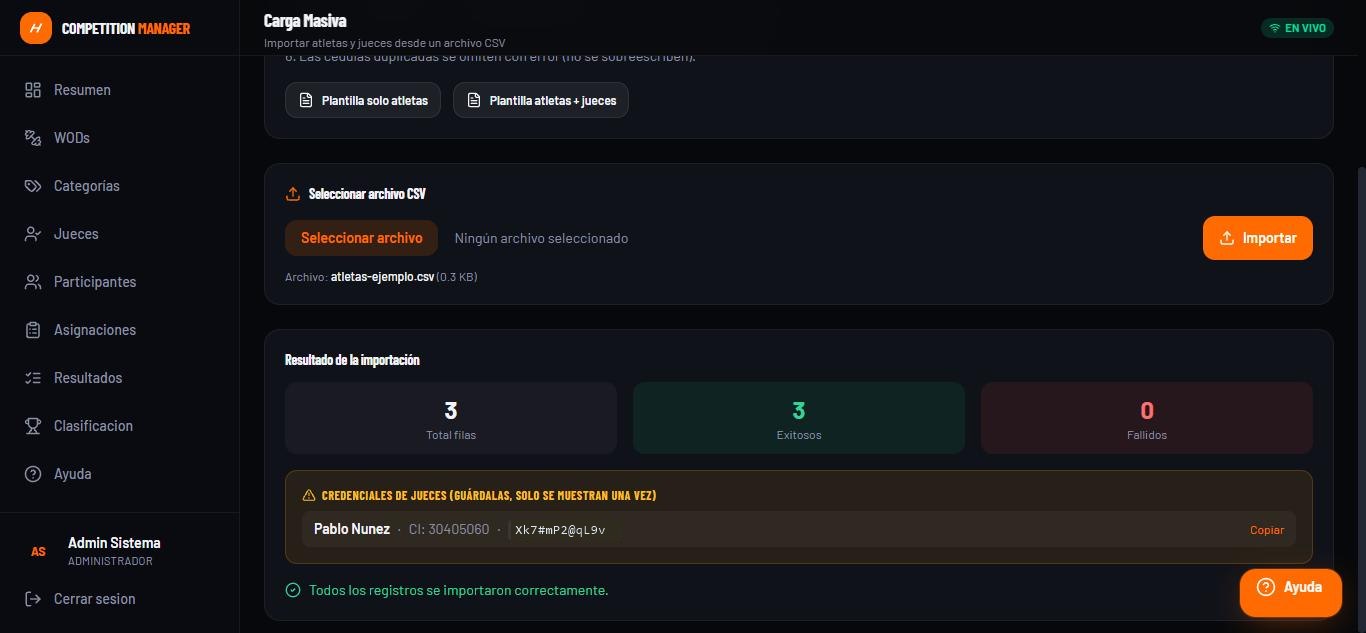 COMPETITION MANAGER
Resumen
WODs
Categorías
Jueces
Participantes
Asignaciones
Resultados
Clasificacion
Ayuda
AS
Admin Sistema
ADMINISTRADOR
Cerrar sesion
Carga Masiva
Importar atletas y jueces desde un archivo CSV
EN VIVO
6. Las cédulas duplicadas se omiten con error (no se sobreescriben).
Plantilla solo atletas
Plantilla atletas + jueces
Seleccionar archivo CSV
Seleccionar archivo
Ningún archivo seleccionado
Importar
Archivo: atletas-ejemplo.csv (0.3 KB)
Resultado de la importación
3
Total filas
3
Exitosos
0
Fallidos
CREDENCIALES DE JUECES (GUÁRDALAS, SOLO SE MUESTRAN UNA VEZ)
Pablo Nunez · CI: 30405060 · Xk7#mP2@qL9v
Copiar
Todos los registros se importaron correctamente.
Ayuda